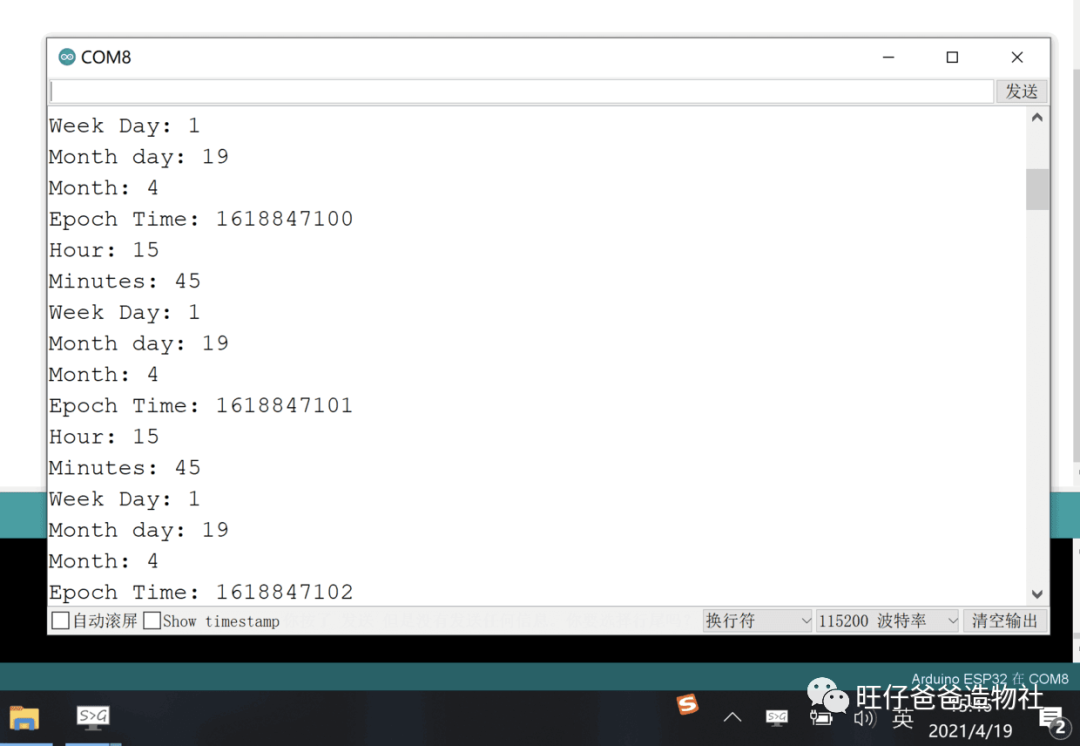 COM8
发送
Week Day: 1
Month day: 19
Month: 4
Epoch Time: 1618847100
Hour: 15
Minutes: 45
Week Day: 1
Month day: 19
Month: 4
Epoch Time: 1618847101
Hour: 15
Minutes: 45
Week Day: 1
Month day: 19
Month: 4
Epoch Time: 1618847102
自动滚屏 Show timestamp 换行符 115200 波特率 清空输出
Arduino ESP32 在 COM8
旺仔爸爸造物社
S>G S S>G 英
2021/4/19 2